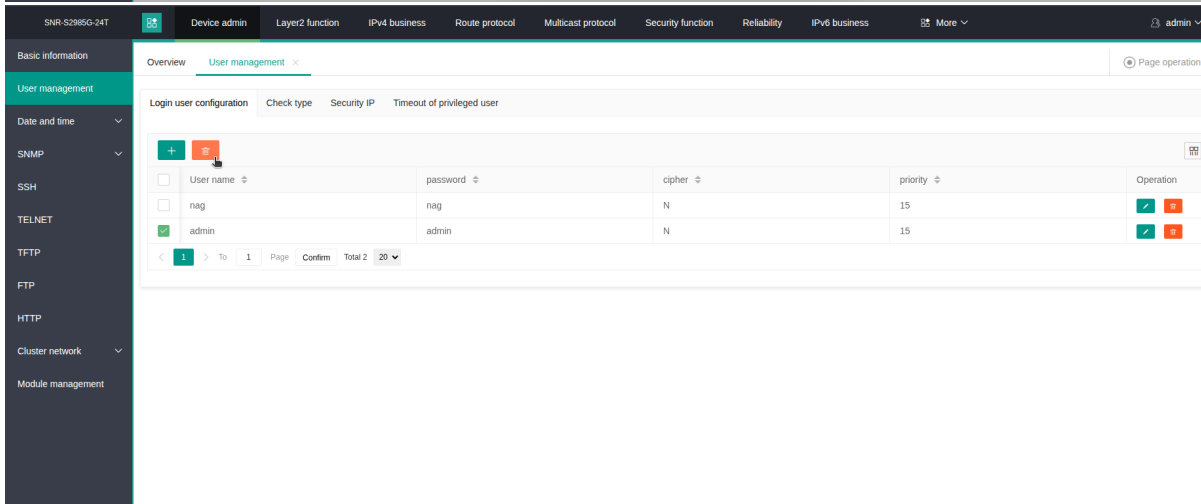 SNR-S2985G-24T Device admin Layer2 function IPv4 business Route protocol Multicast protocol Security function Reliability IPv6 business More admin
Basic information
User management
Date and time
SNMP
SSH
TELNET
TFTP
FTP
HTTP
Cluster network
Module management
Overview User management × Page operation
Login user configuration Check type Security IP Timeout of privileged user
+
User name password cipher priority Operation
nag nag N 15
admin admin N 15
< 1 > To 1 Page Confirm Total 2 20